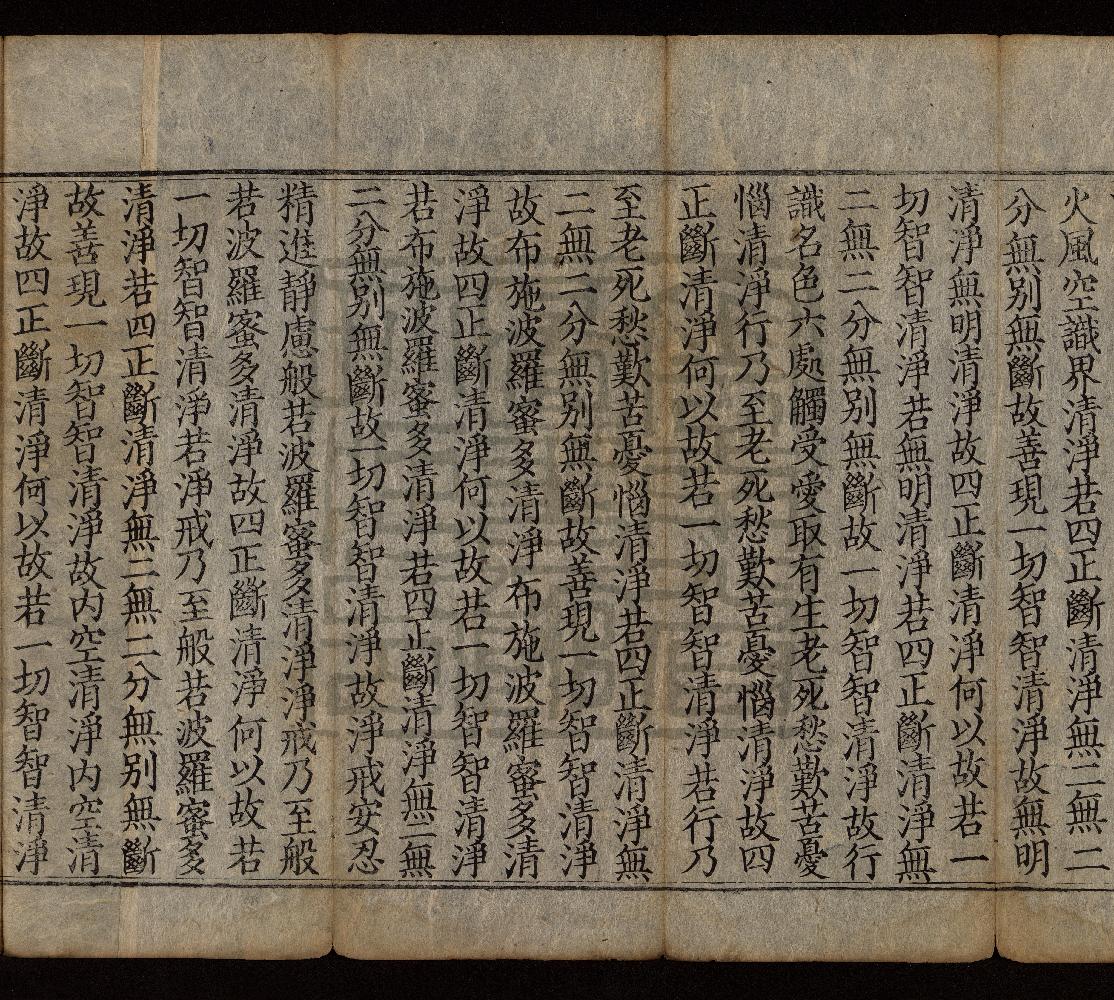 火風空識界清淨若四正斷清淨無二無二
分無別無斷故善現一切智智清淨故無明
清淨無明清淨故四正斷清淨何以故若一
切智智清淨若無明清淨若四正斷清淨無
二無二分無別無斷故一切智智清淨故行
識名色六處觸受愛取有生老死愁歎苦憂
惱清淨行乃至老死愁歎苦憂惱清淨故四
正斷清淨何以故若一切智智清淨若行乃
至老死愁歎苦憂惱清淨若四正斷清淨無
二無二分無別無斷故善現一切智智清淨
故布施波羅蜜多清淨布施波羅蜜多清
淨故四正斷清淨何以故若一切智智清淨
若布施波羅蜜多清淨若四正斷清淨無二無
二分無別無斷故一切智智清淨故淨戒安忍
精進靜慮般若波羅蜜多清淨淨戒乃至般
若波羅蜜多清淨故四正斷清淨何以故若
一切智智清淨若淨戒乃至般若波羅蜜多
清淨若四正斷清淨無二無二分無別無斷
故善現一切智智清淨故內空清淨內空清
淨故四正斷清淨何以故若一切智智清淨